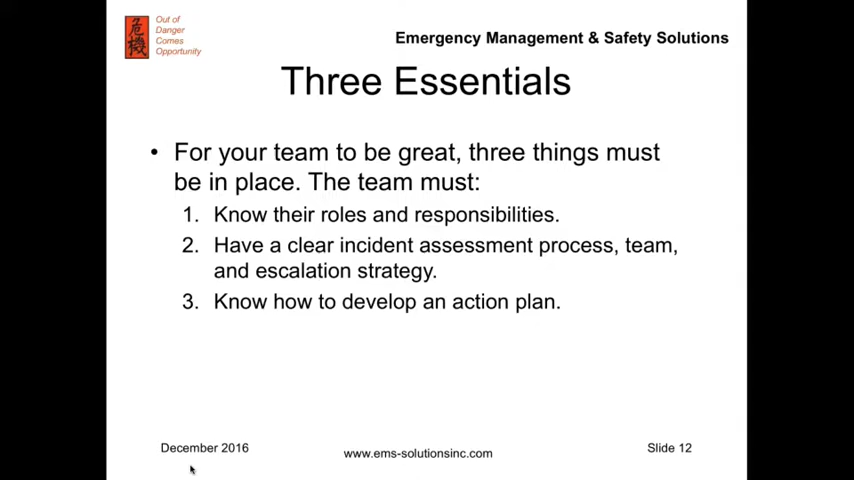 危
機
Out of
Danger
Comes
Opportunity
Emergency Management & Safety Solutions
Three Essentials
• For your team to be great, three things must
be in place. The team must:
1. Know their roles and responsibilities.
2. Have a clear incident assessment process, team,
and escalation strategy.
3. Know how to develop an action plan.
December 2016
www.ems-solutionsinc.com
Slide 12